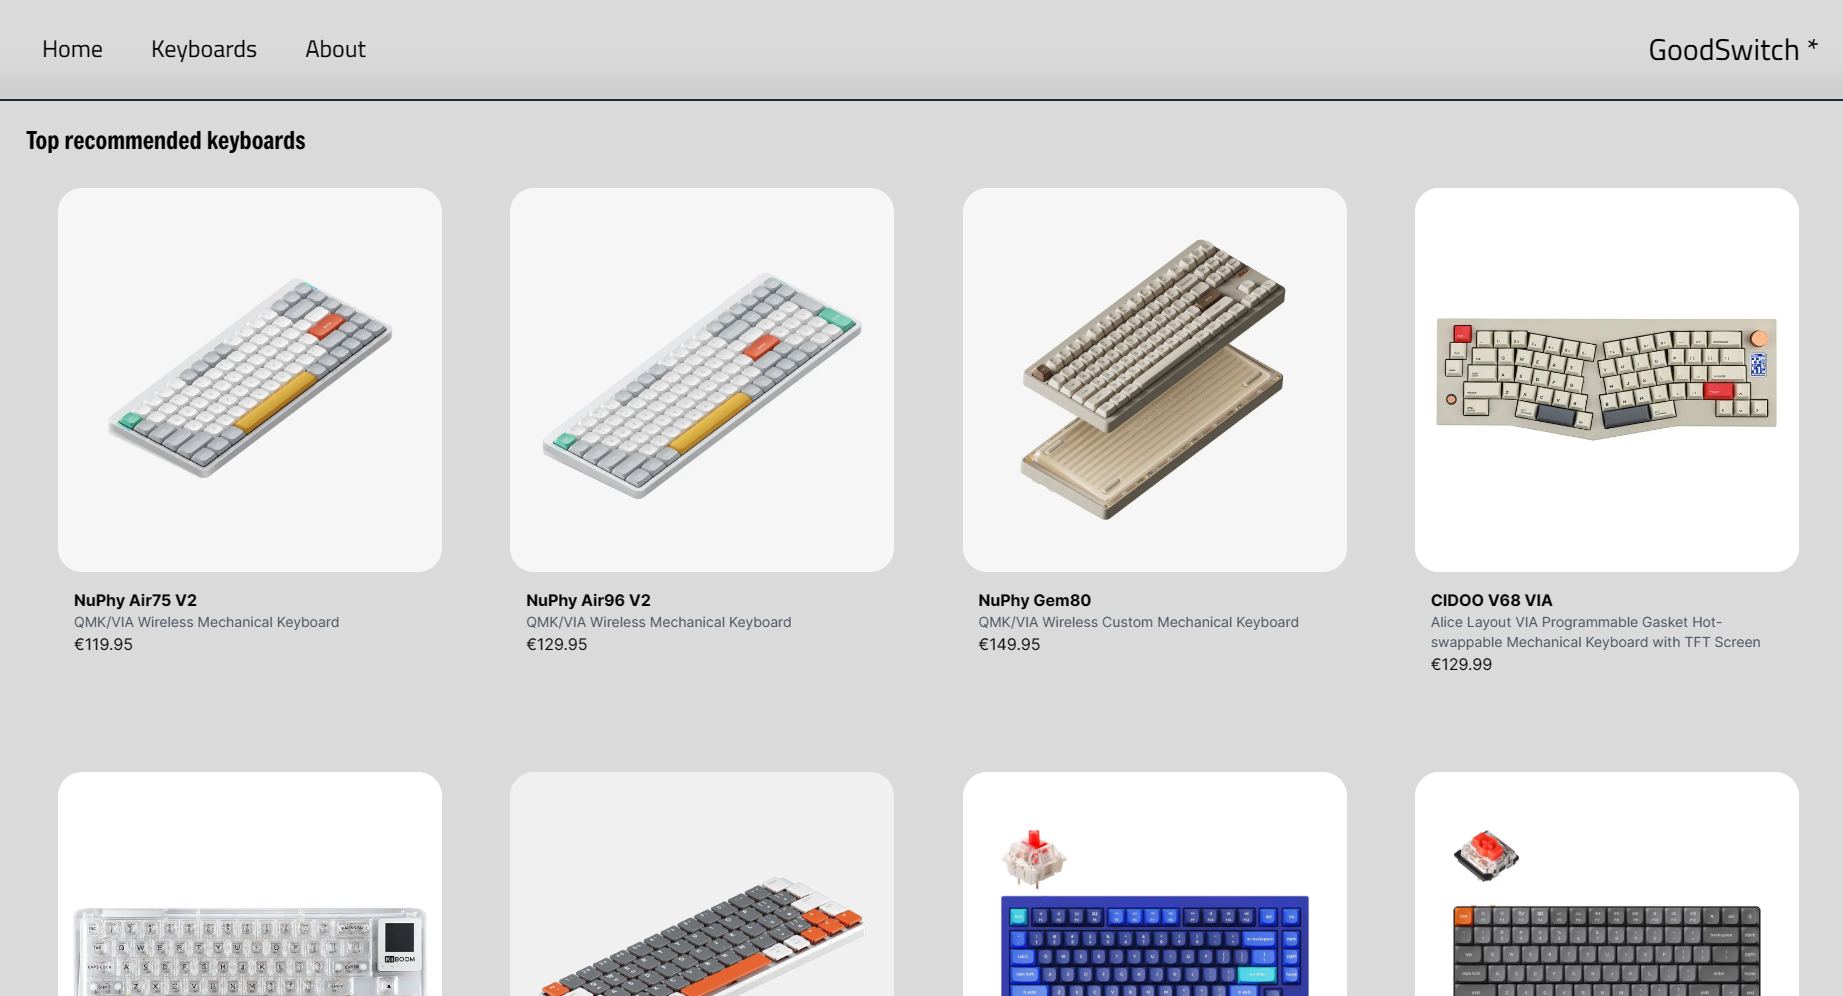 Home
Keyboards
About
GoodSwitch *
Top recommended keyboards
NuPhy Air75 V2
QMK/VIA Wireless Mechanical Keyboard
€119.95
NuPhy Air96 V2
QMK/VIA Wireless Mechanical Keyboard
€129.95
NuPhy Gem80
QMK/VIA Wireless Custom Mechanical Keyboard
€149.95
CIDOO V68 VIA
Alice Layout VIA Programmable Gasket Hot-
swappable Mechanical Keyboard with TFT Screen
€129.99
KiBOOM